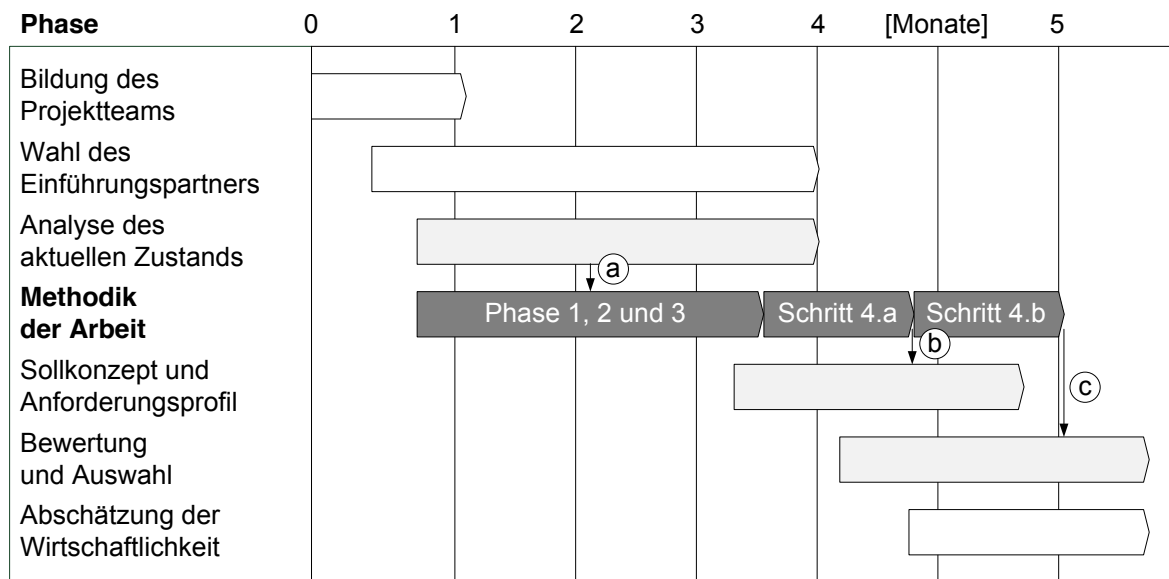 Phase 0 1 2 3 4 [Monate] 5
Bildung des
Projektteams
Wahl des
Einführungspartners
Analyse des
aktuellen Zustands
a
Methodik
der Arbeit
Phase 1, 2 und 3 Schritt 4.a Schritt 4.b
b
Sollkonzept und
Anforderungsprofil
c
Bewertung
und Auswahl
Abschätzung der
Wirtschaftlichkeit